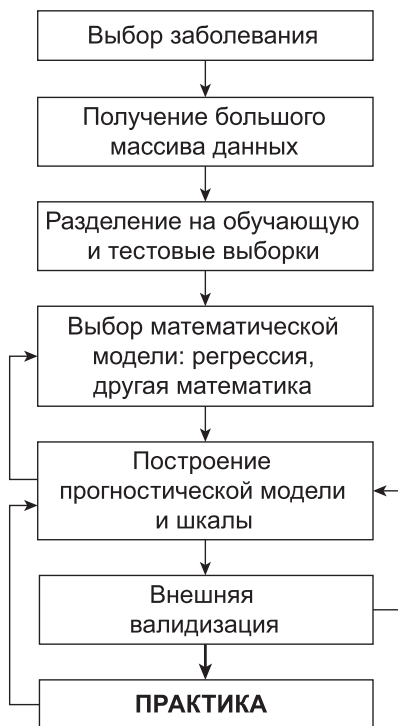 Выбор заболевания
Получение большого
массива данных
Разделение на обучающую
и тестовые выборки
Выбор математической
модели: регрессия,
другая математика
Построение
прогностической модели
и шкалы
Внешняя
валидизация
ПРАКТИКА